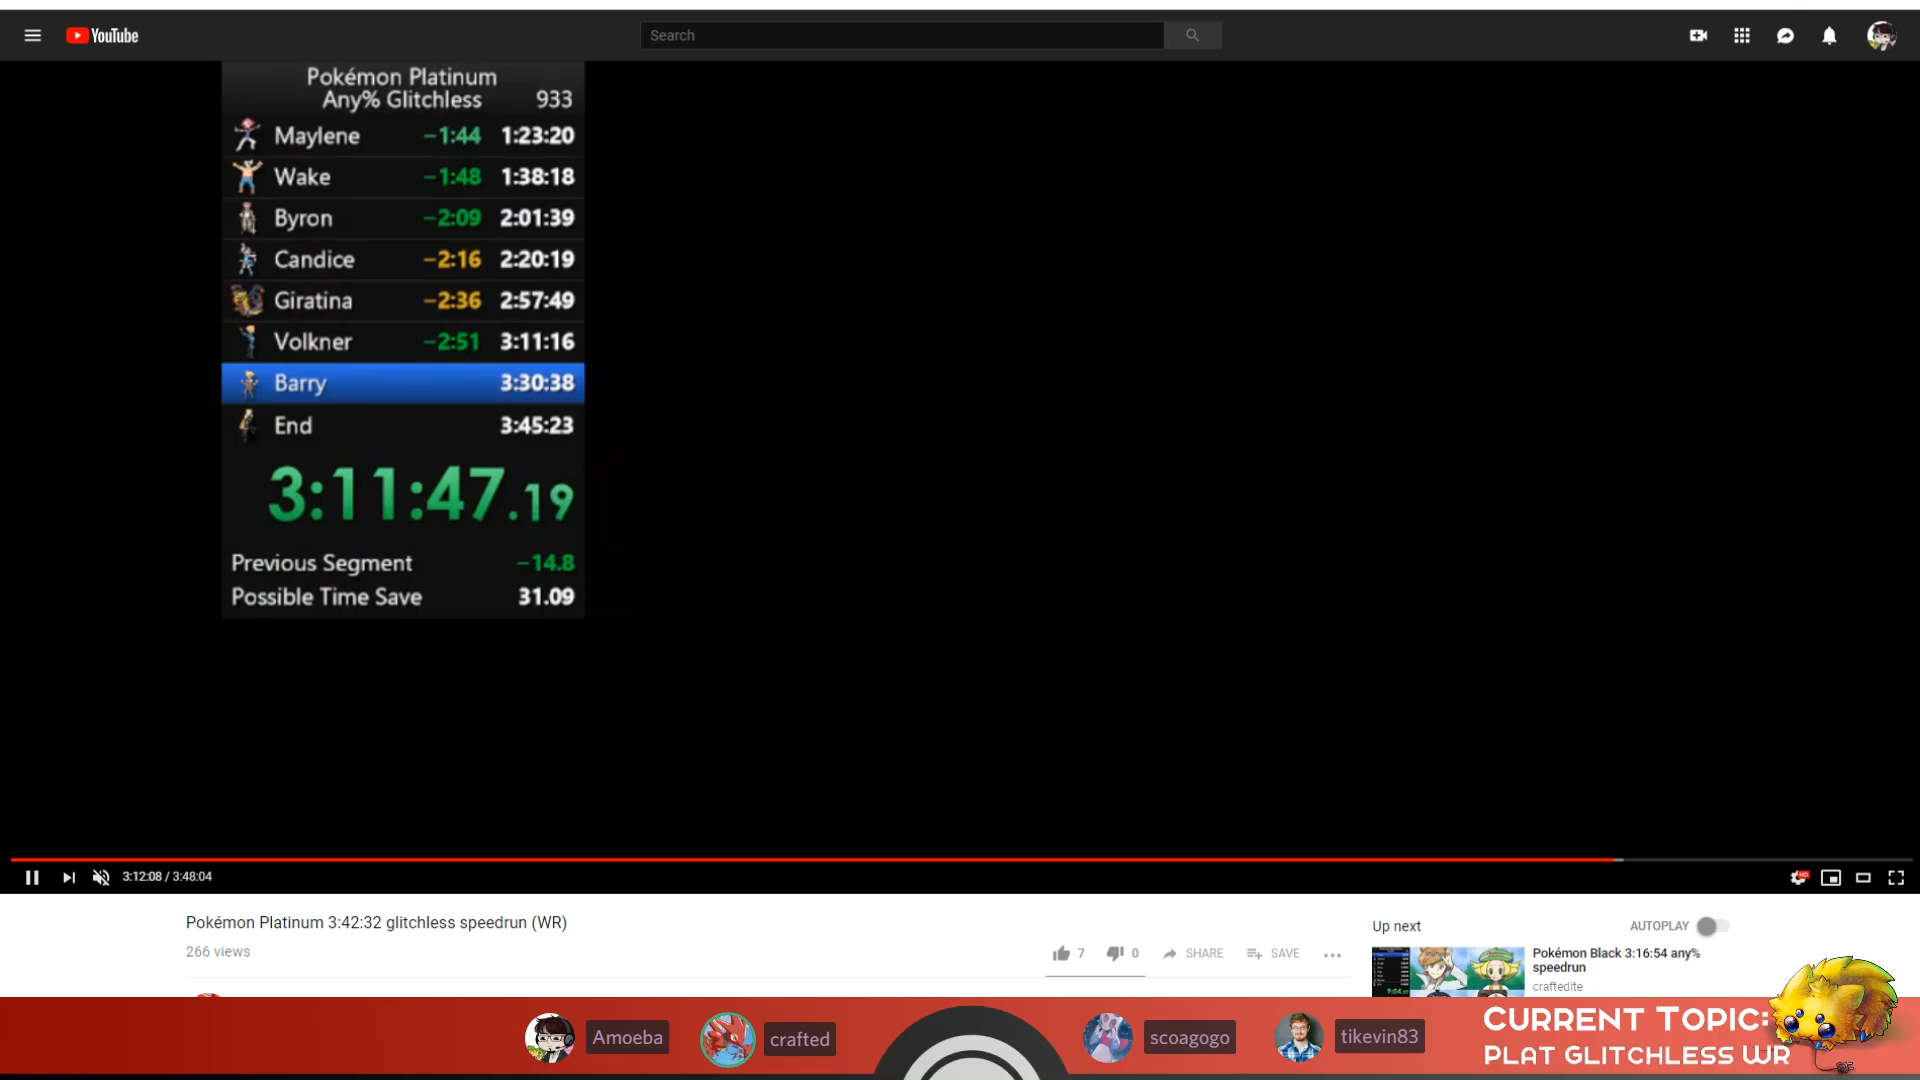 YouTube
Search
Pokémon Platinum
Any% Glitchless 933
Maylene −1:44 1:23:20
Wake −1:48 1:38:18
Byron −2:09 2:01:39
Candice −2:16 2:20:19
Giratina −2:36 2:57:49
Volkner −2:51 3:11:16
Barry 3:30:38
End 3:45:23
3:11:47.19
Previous Segment −14.8
Possible Time Save 31.09
3:12:08 / 3:48:04
HD
Pokémon Platinum 3:42:32 glitchless speedrun (WR)
266 views
7 0 SHARE SAVE
Up next AUTOPLAY
Pokémon Black 3:16:54 any%
speedrun
craftedite
Amoeba crafted scoagogo tikevin83
CURRENT TOPIC:
PLAT GLITCHLESS WR